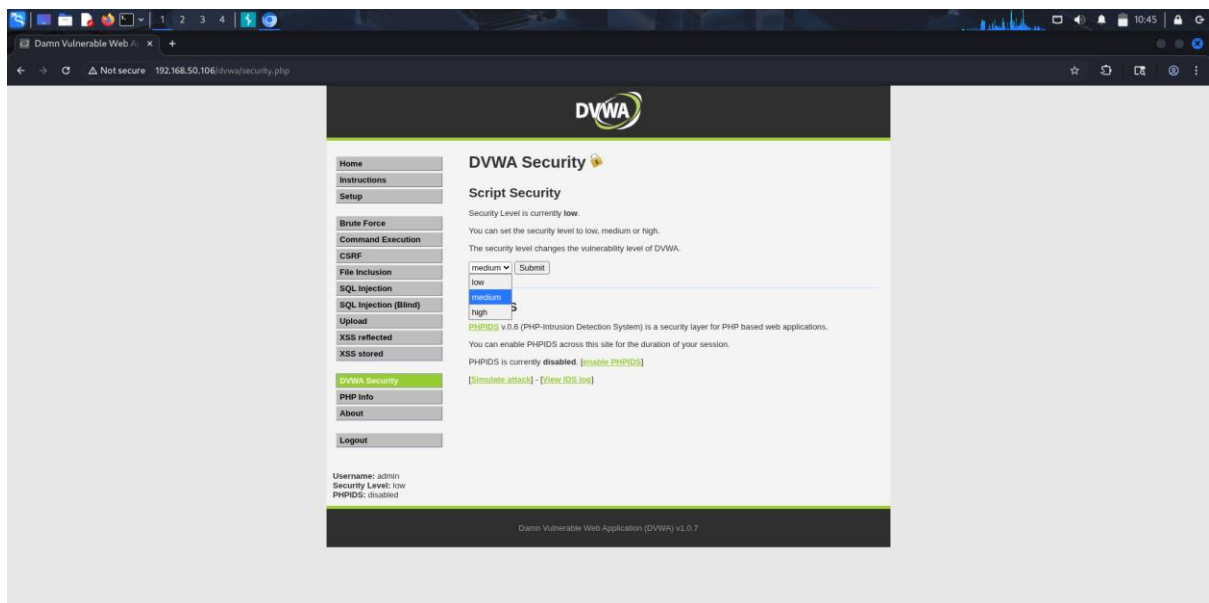 1 2 3 4
10:45
Damn Vulnerable Web A
Not secure 192.168.50.106/dvwa/security.php
DVWA
Home
Instructions
Setup
Brute Force
Command Execution
CSRF
File Inclusion
SQL Injection
SQL Injection (Blind)
Upload
XSS reflected
XSS stored
DVWA Security
PHP Info
About
Logout
DVWA Security
Script Security
Security Level is currently low.
You can set the security level to low, medium or high.
The security level changes the vulnerability level of DVWA.
medium Submit
low
medium
high
S
PHPIDS v.0.6 (PHP-Intrusion Detection System) is a security layer for PHP based web applications.
You can enable PHPIDS across this site for the duration of your session.
PHPIDS is currently disabled. [enable PHPIDS]
[Simulate attack] - [View IDS log]
Username: admin
Security Level: low
PHPIDS: disabled
Damn Vulnerable Web Application (DVWA) v1.0.7